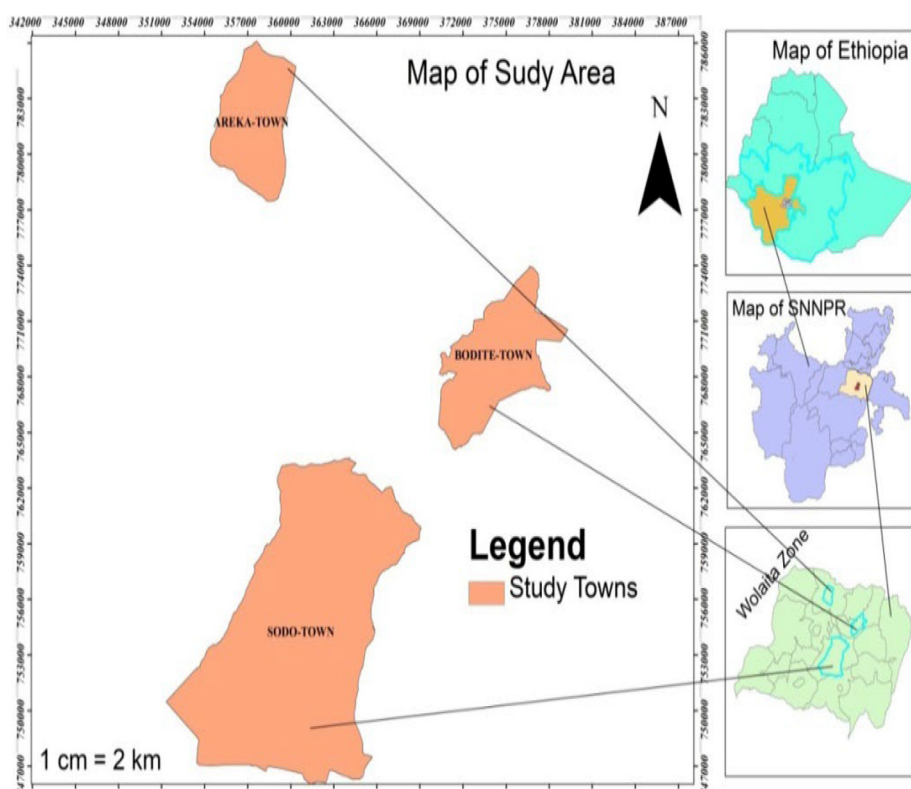 342000 345000 348000 351000 354000 357000 360000 363000 366000 369000 372000 375000 378000 381000 384000 387000
Map of Sudy Area
N
AREKA-TOWN
BODITE-TOWN
SODO-TOWN
Legend
Study Towns
1 cm = 2 km
786000
783000
780000
777000
774000
771000
768000
765000
762000
759000
756000
753000
750000
747000
Map of Ethiopia
Map of SNNPR
Wolaita Zone